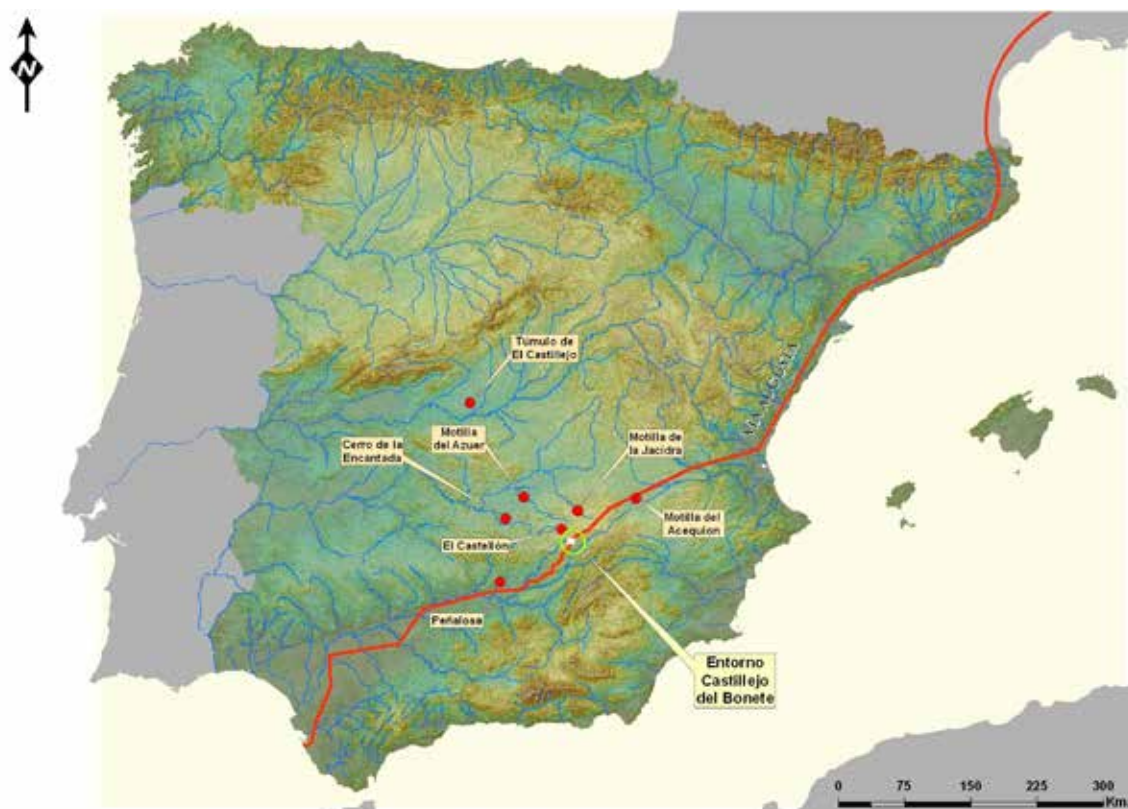 N
Túmulo de
El Castillejo
Motilla
del Azuer
Cerro de la
Encantada
Motilla de
la Jacidra
VIA AUGUSTA
Motilla del
Acequion
El Castellón
Peñalosa
Entorno
Castillejo
del Bonete
0 75 150 225 300
Km